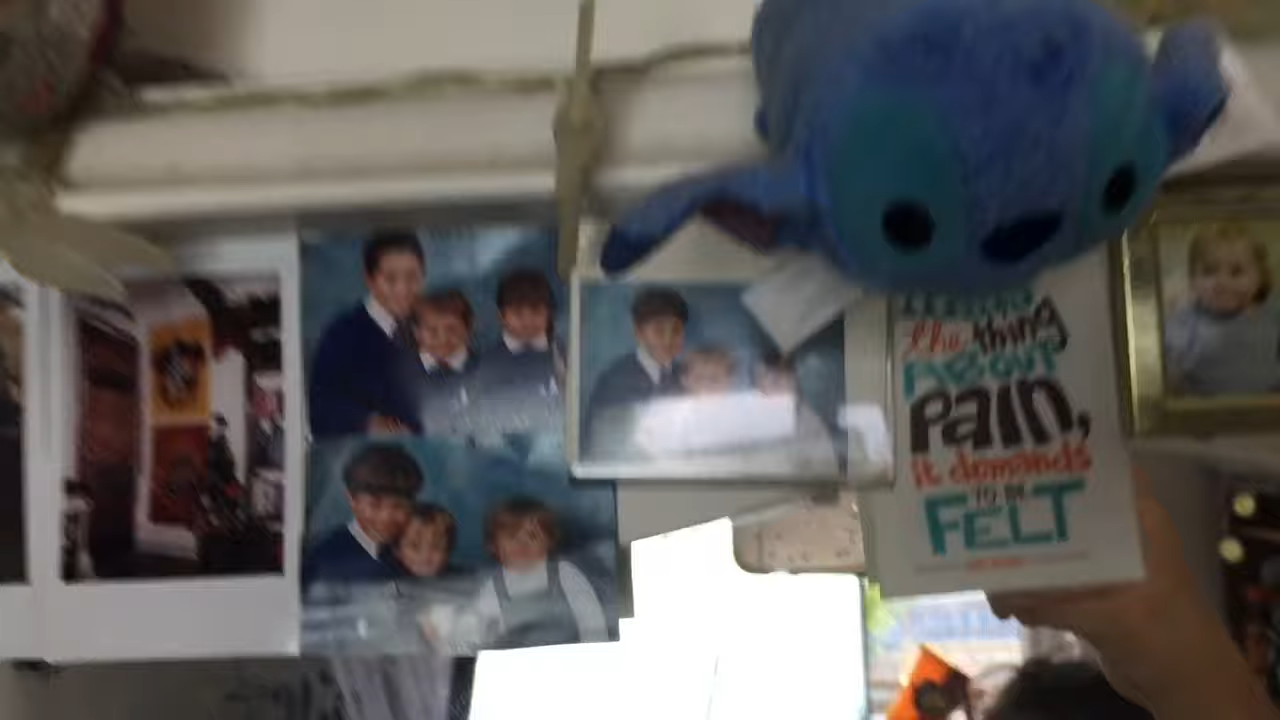 the thing
ABOUT
PAIN,
it demands
TO BE
FELT